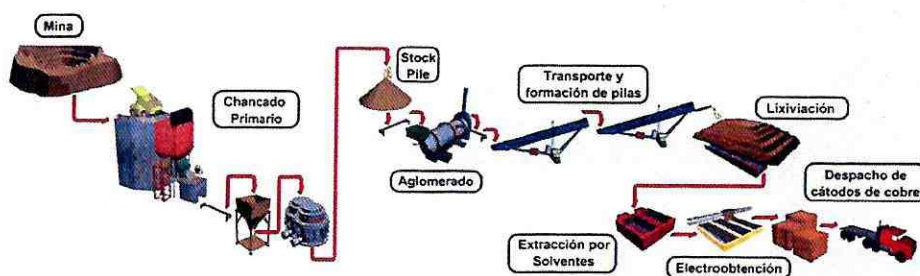 Mina
Chancado
Primario
Stock
Pile
Aglomerado
Transporte y
formación de pilas
Lixiviación
Despacho de
cátodos de cobre
Extracción por
Solventes
Electroobtención